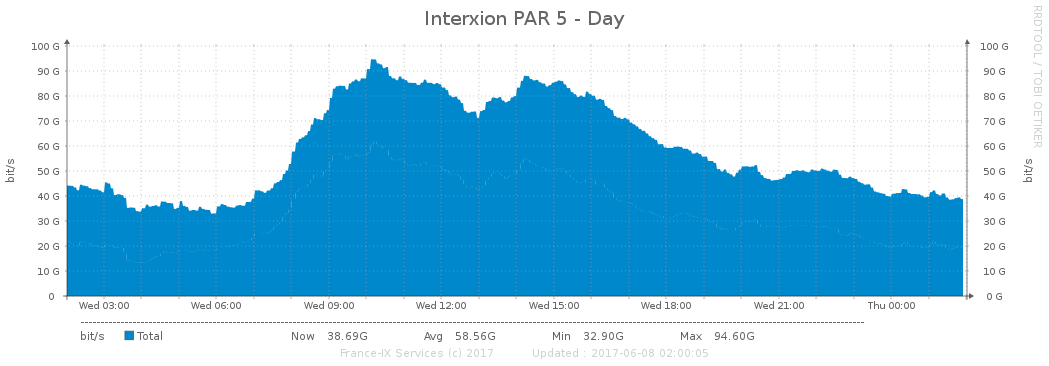 Interxion PAR 5 - Day
RRDTOOL / TOBI OETIKER
bit/s
100 G
90 G
80 G
70 G
60 G
50 G
40 G
30 G
20 G
10 G
0
100 G
90 G
80 G
70 G
60 G
50 G
40 G
30 G
20 G
10 G
0 G
bit/s
Wed 03:00 Wed 06:00 Wed 09:00 Wed 12:00 Wed 15:00 Wed 18:00 Wed 21:00 Thu 00:00
bit/s Total Now 38.69G Avg 58.56G Min 32.90G Max 94.60G
France-IX Services (c) 2017 Updated : 2017-06-08 02:00:05